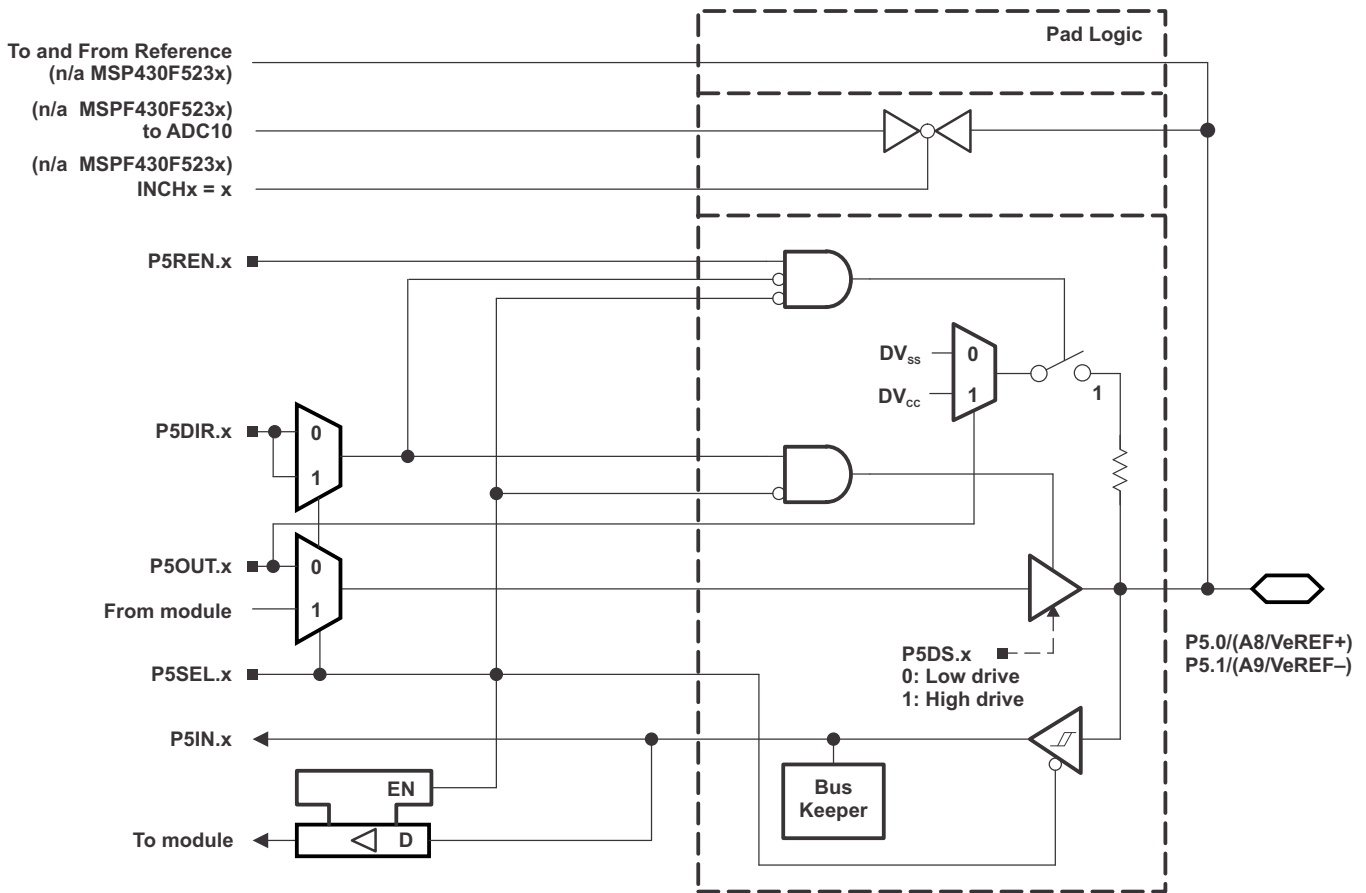 Pad Logic
To and From Reference
(n/a MSP430F523x)
(n/a MSPF430F523x)
to ADC10
(n/a MSPF430F523x)
INCHx = x
P5REN.x
DVss
0
DVcc
1
1
P5DIR.x
0
1
P5OUT.x
0
From module
1
P5DS.x
0: Low drive
1: High drive
P5.0/(A8/VeREF+)
P5.1/(A9/VeREF–)
P5SEL.x
P5IN.x
EN
Bus
Keeper
To module
D